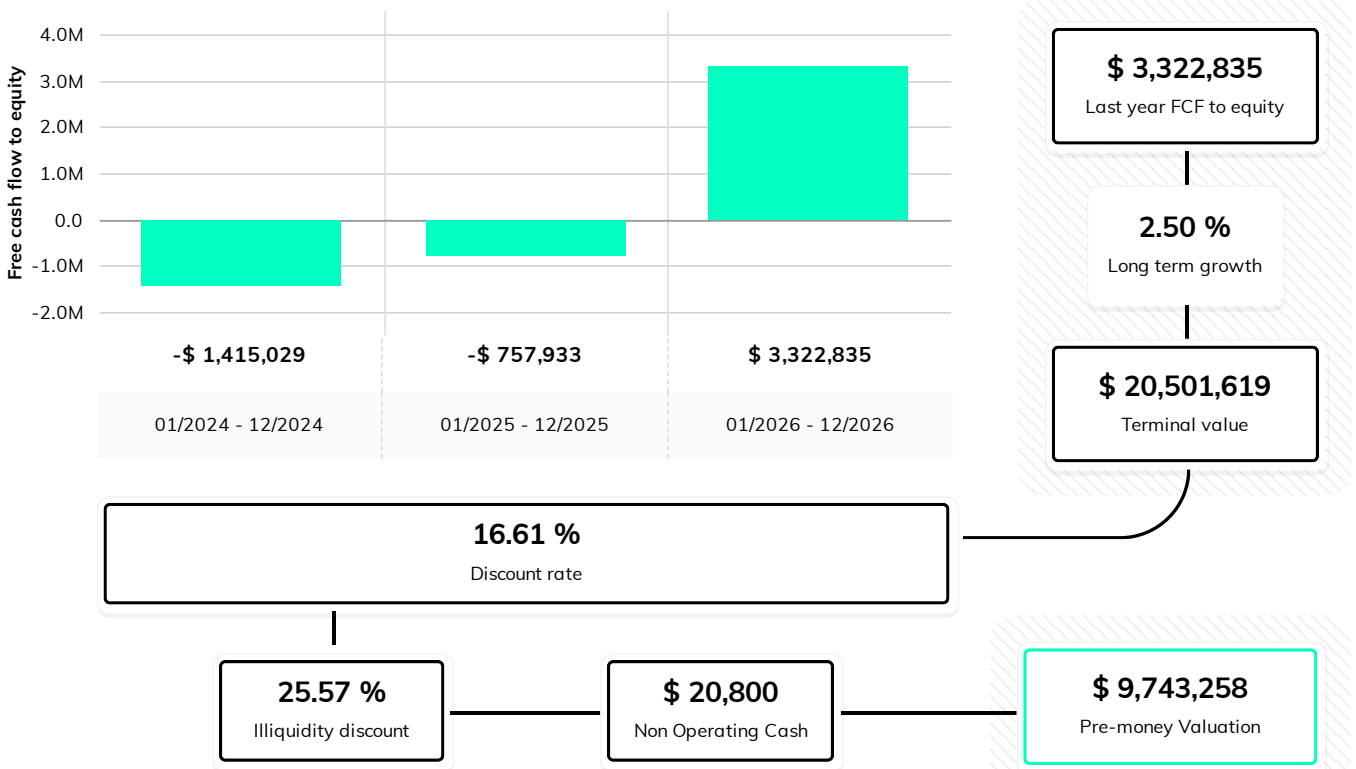 Free cash flow to equity
4.0M
3.0M
2.0M
1.0M
0.0
-1.0M
-2.0M
-$ 1,415,029
-$ 757,933
$ 3,322,835
01/2024 - 12/2024
01/2025 - 12/2025
01/2026 - 12/2026
$ 3,322,835
Last year FCF to equity
2.50 %
Long term growth
$ 20,501,619
Terminal value
16.61 %
Discount rate
25.57 %
Illiquidity discount
$ 20,800
Non Operating Cash
$ 9,743,258
Pre-money Valuation